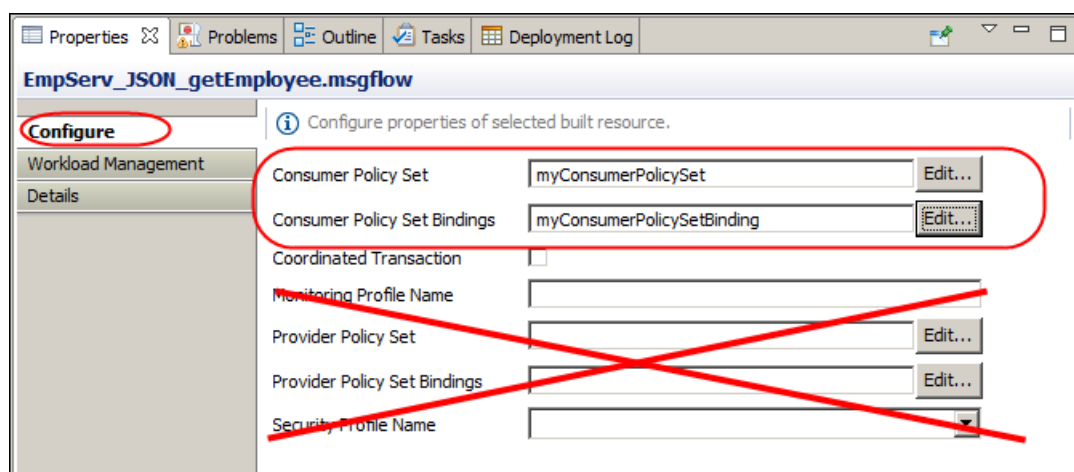 Properties Problems Outline Tasks Deployment Log
EmpServ_JSON_getEmployee.msgflow
Configure
Workload Management
Details
Configure properties of selected built resource.
Consumer Policy Set myConsumerPolicySet Edit...
Consumer Policy Set Bindings myConsumerPolicySetBinding Edit...
Coordinated Transaction
Monitoring Profile Name
Provider Policy Set Edit...
Provider Policy Set Bindings Edit...
Security Profile Name